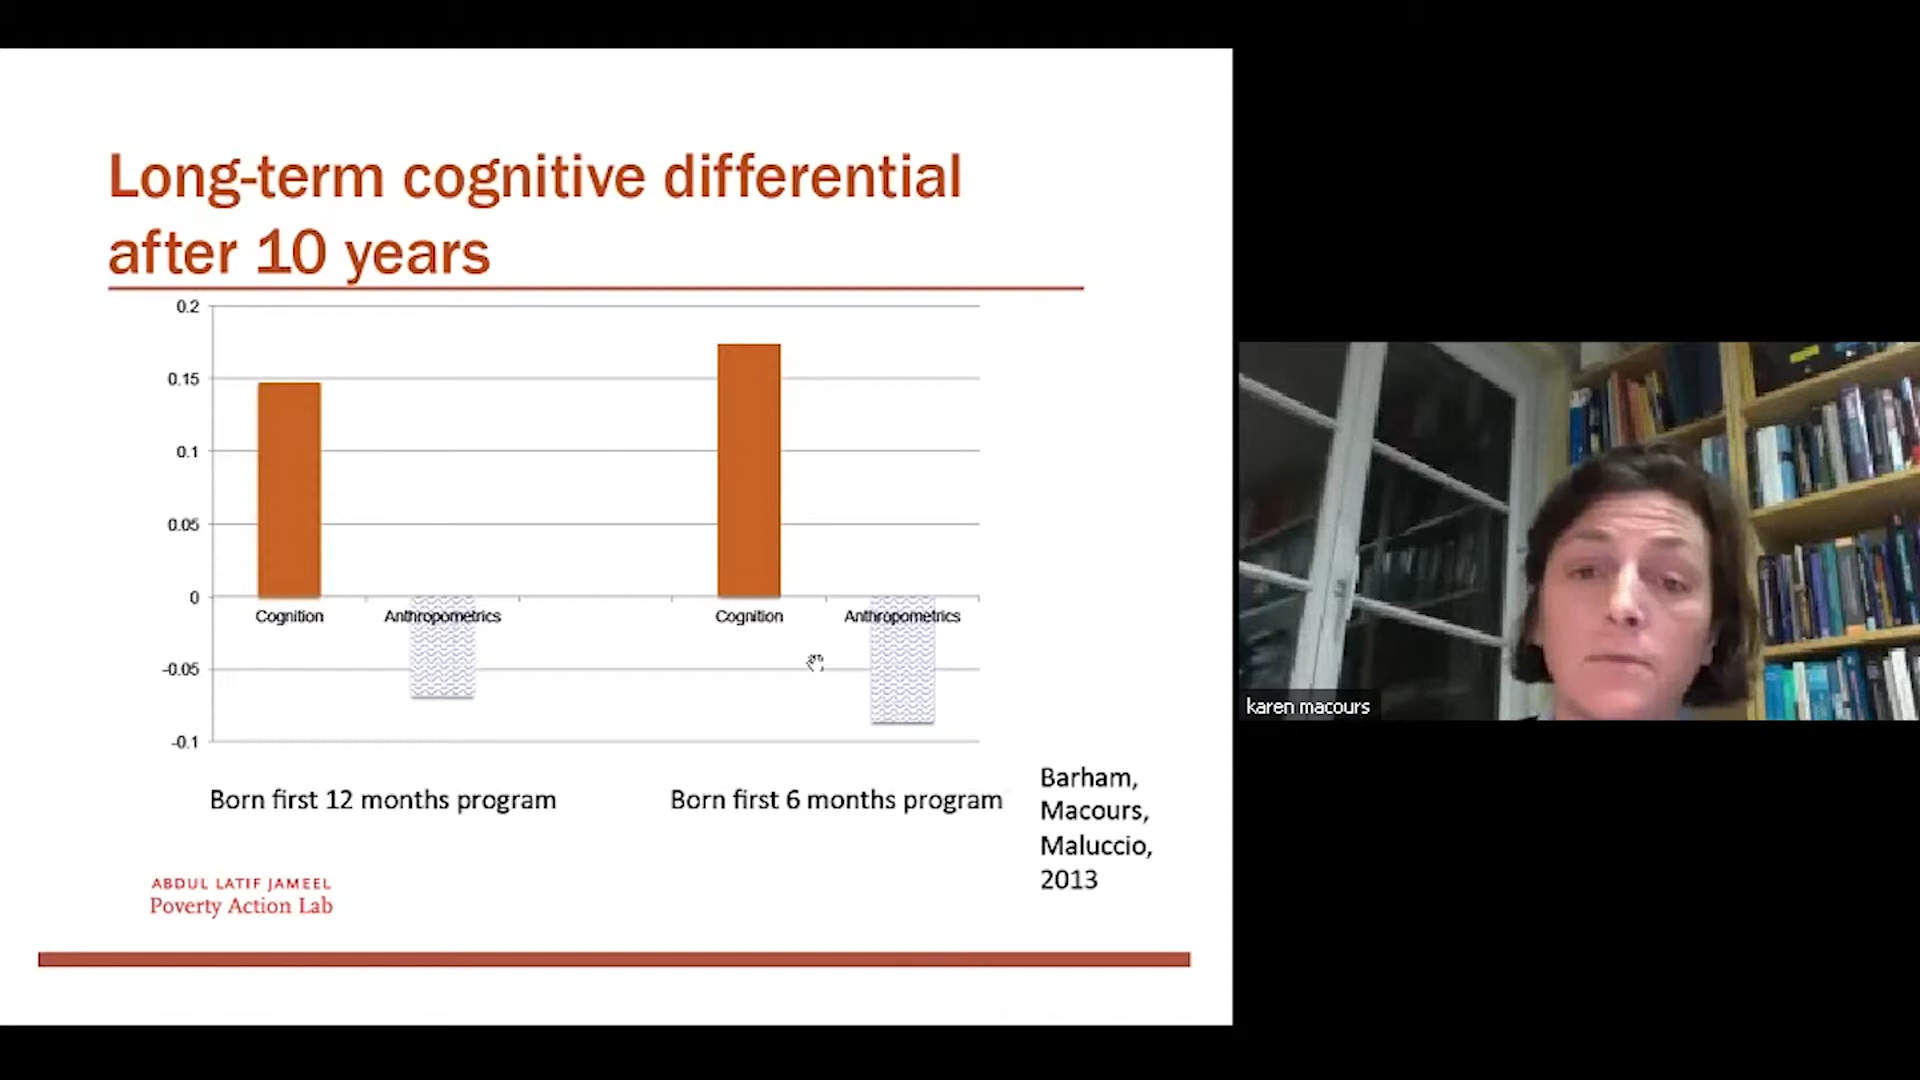 Long-term cognitive differential
after 10 years
0.2
0.15
0.1
0.05
0
-0.05
-0.1
Cognition
Anthropometrics
Cognition
Anthropometrics
Born first 12 months program
Born first 6 months program
Barham,
Macours,
Maluccio,
2013
ABDUL LATIF JAMEEL
Poverty Action Lab
karen macours